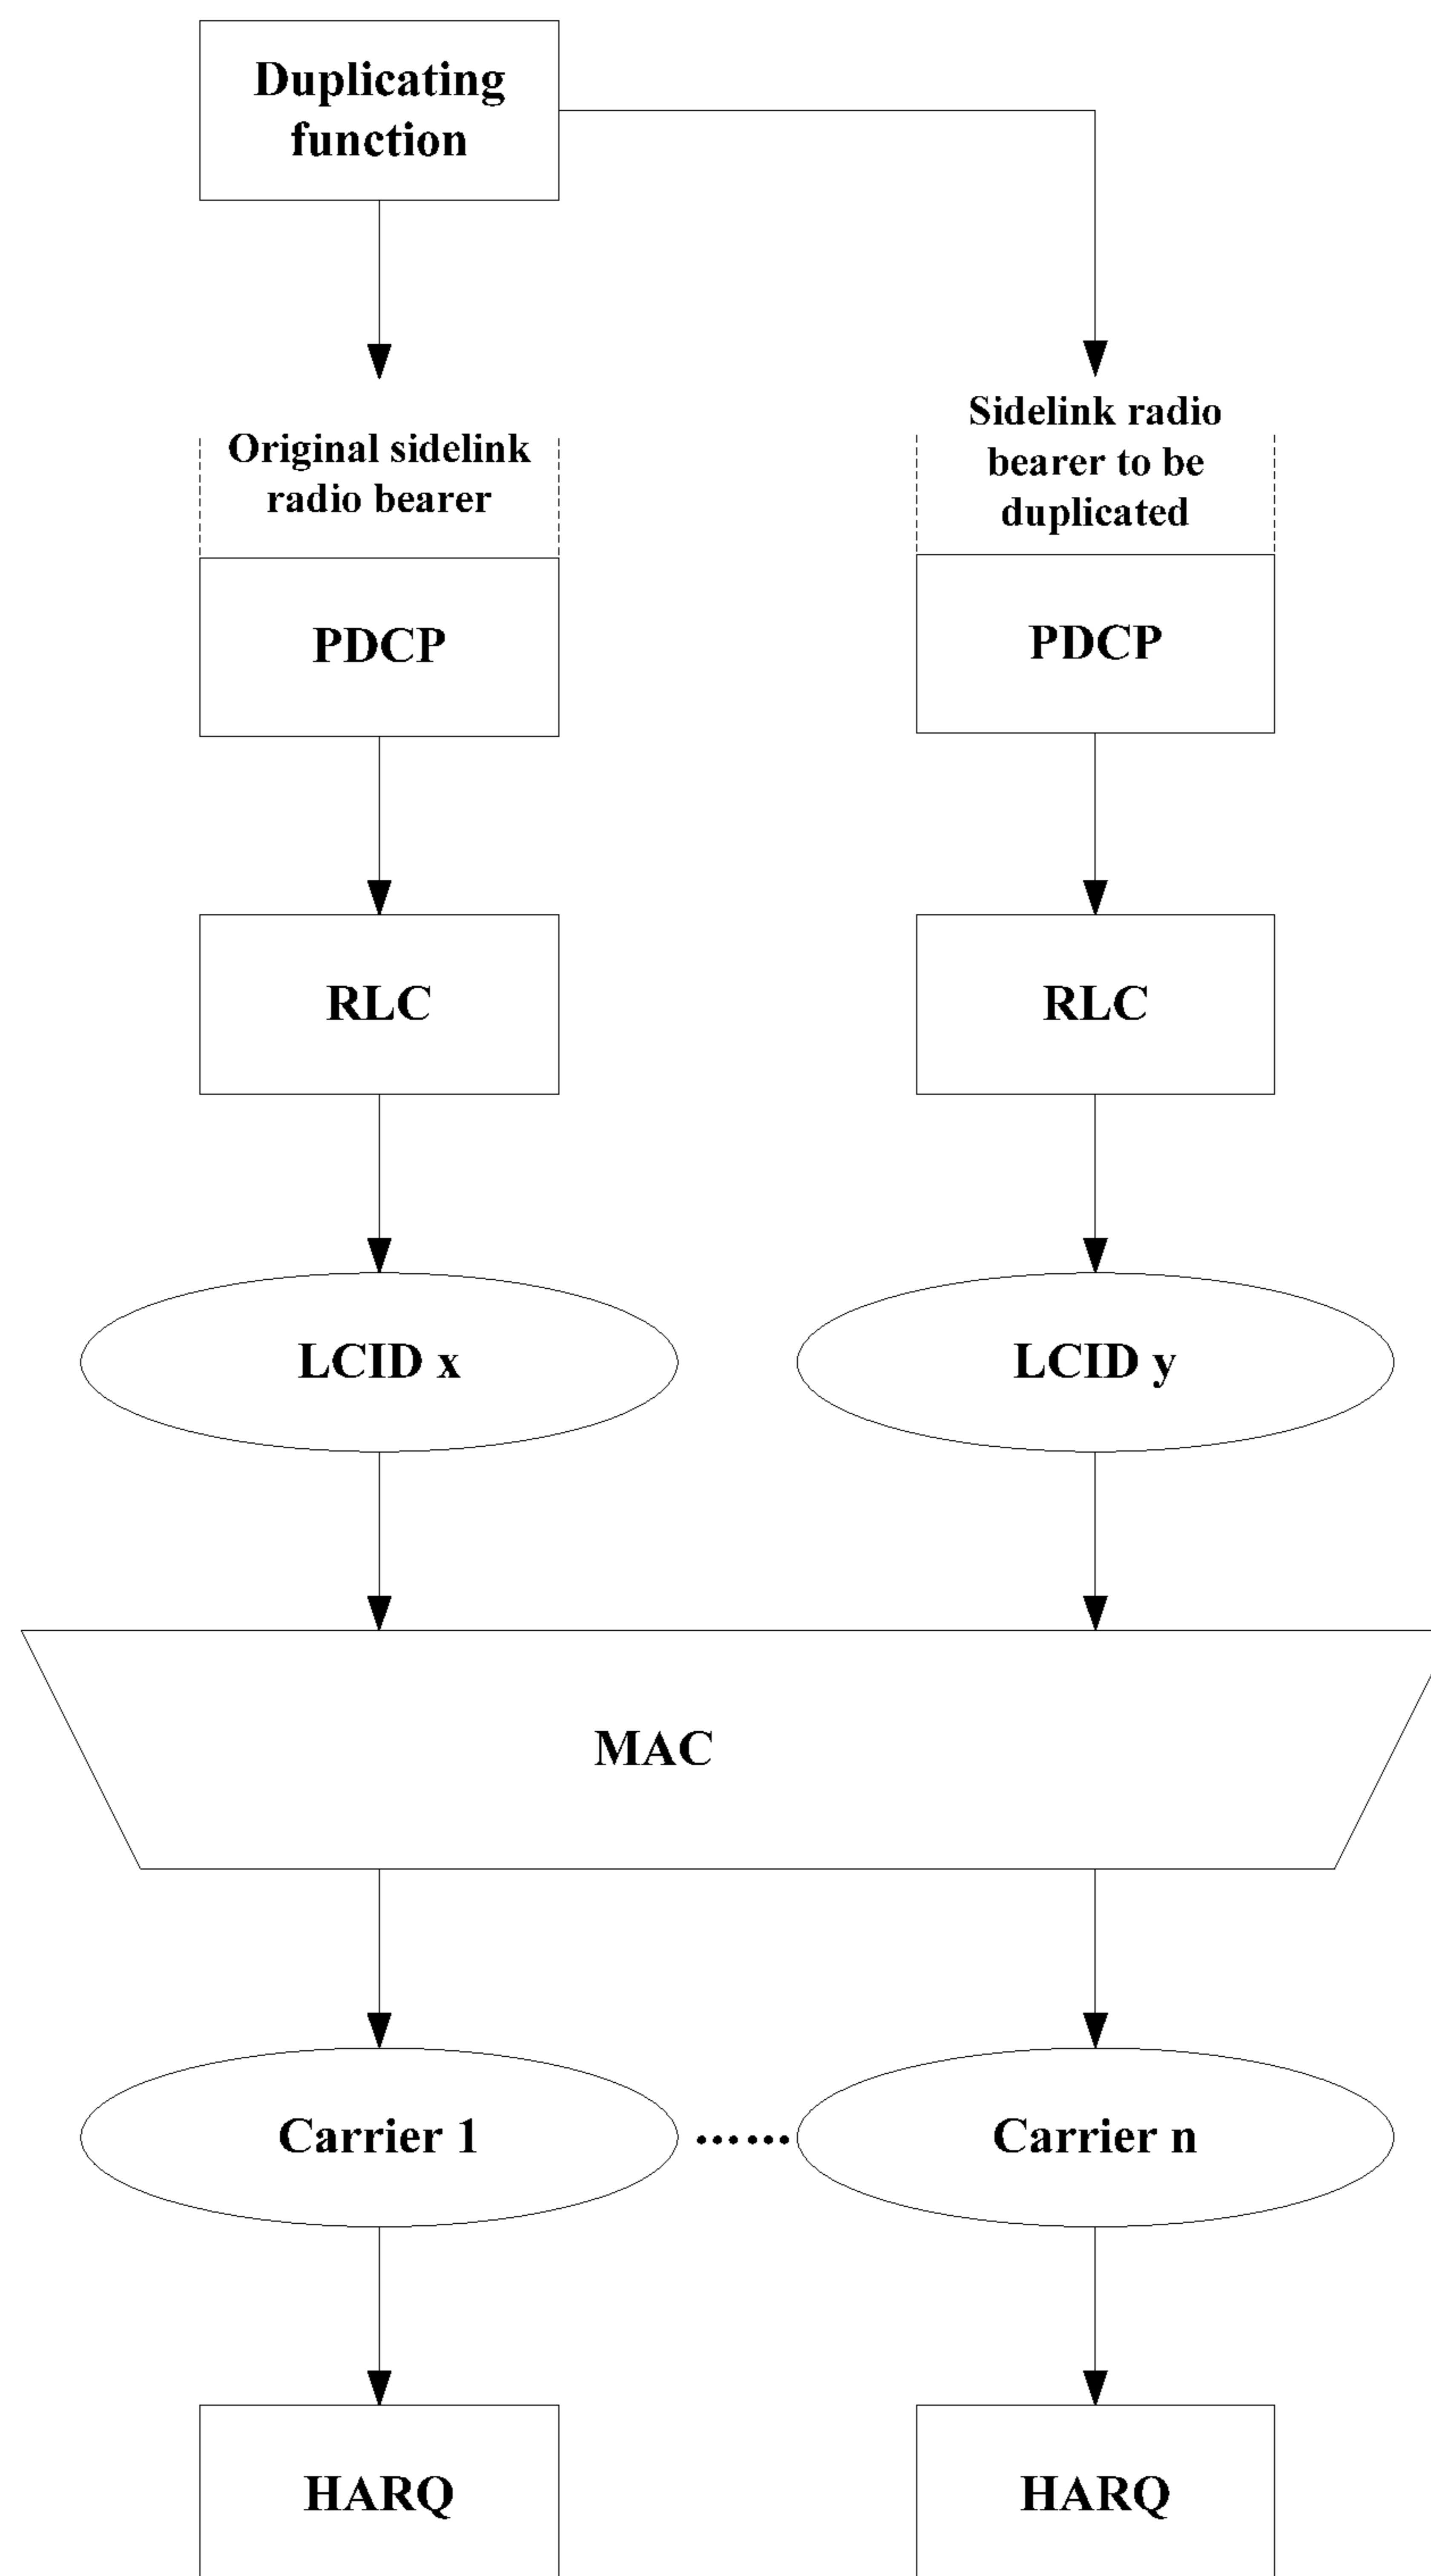 Duplicating
function
Original sidelink
radio bearer
Sidelink radio
bearer to be
duplicated
PDCP
PDCP
RLC
RLC
LCID x
LCID y
MAC
Carrier 1
......
Carrier n
HARQ
HARQ